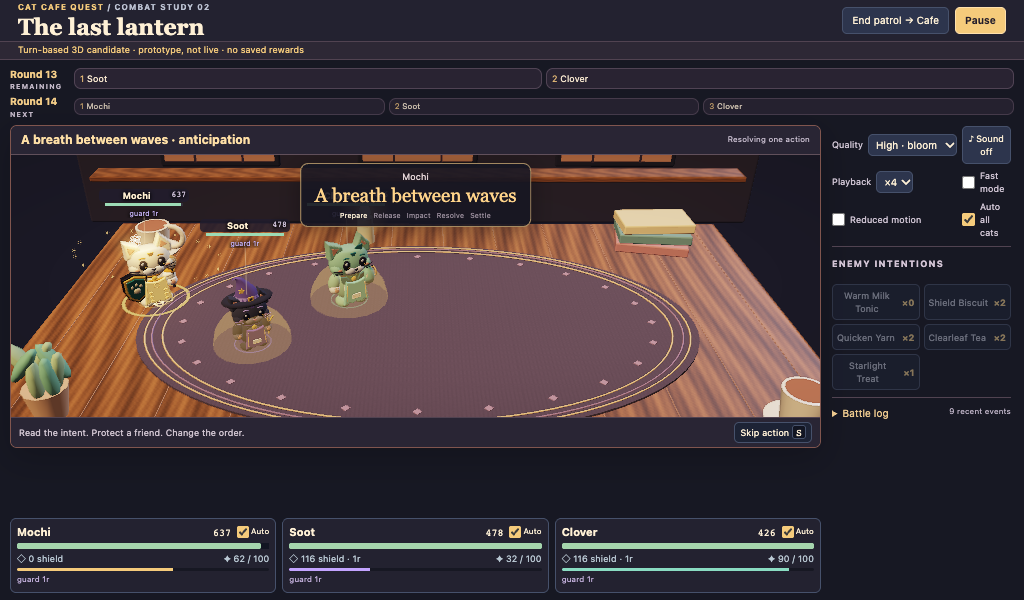 CAT CAFE QUEST / COMBAT STUDY 02
The last lantern
End patrol → Cafe
Pause
Turn-based 3D candidate · prototype, not live · no saved rewards
Round 13
REMAINING
1 Soot
2 Clover
Round 14
NEXT
1 Mochi
2 Soot
3 Clover
A breath between waves · anticipation
Resolving one action
Mochi
A breath between waves
Prepare Release Impact Resolve Settle
Mochi 637
guard 1r
Soot 478
guard 1r
Read the intent. Protect a friend. Change the order.
Skip action S
Quality
High · bloom
♪ Sound
off
Playback
x4
Fast
mode
Reduced motion
Auto
all
cats
ENEMY INTENTIONS
Warm Milk
Tonic
×0
Shield Biscuit ×2
Quicken Yarn ×2
Clearleaf Tea ×2
Starlight
Treat
×1
▶ Battle log
9 recent events
Mochi 637 Auto
◇ 0 shield ✦ 62 / 100
guard 1r
Soot 478 Auto
◇ 116 shield · 1r ✦ 32 / 100
guard 1r
Clover 426 Auto
◇ 116 shield · 1r ✦ 90 / 100
guard 1r